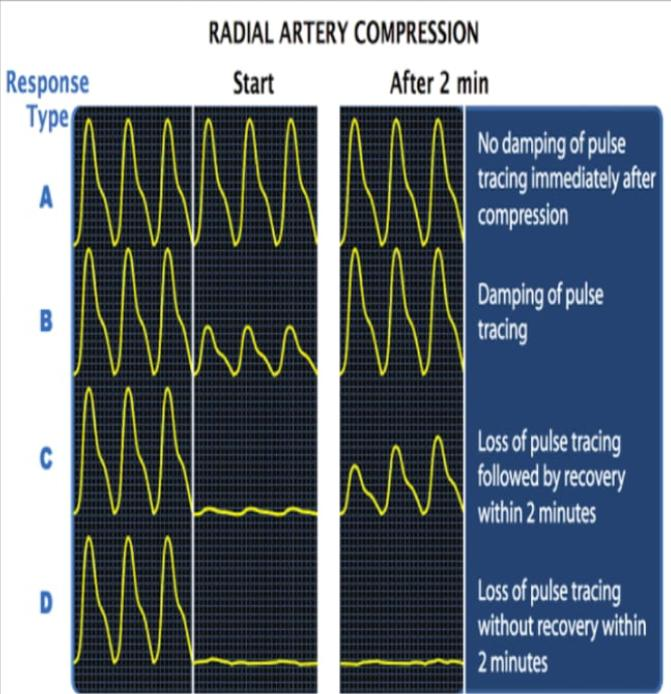 RADIAL ARTERY COMPRESSION
Response
Type
Start
After 2 min
A
No damping of pulse
tracing immediately after
compression
B
Damping of pulse
tracing
C
Loss of pulse tracing
followed by recovery
within 2 minutes
D
Loss of pulse tracing
without recovery within
2 minutes